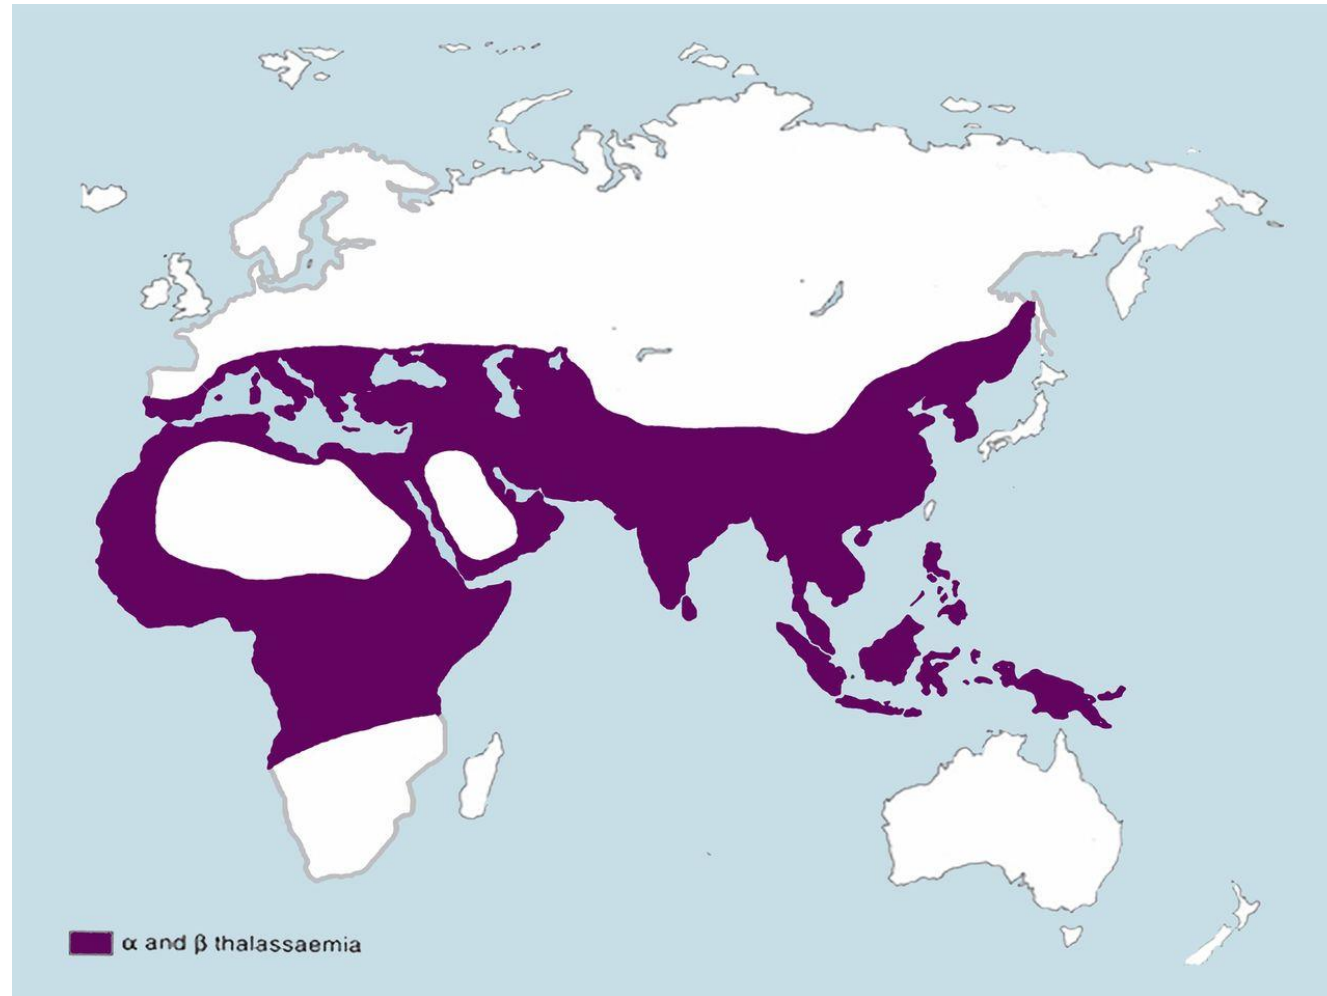 α and β thalassaemia